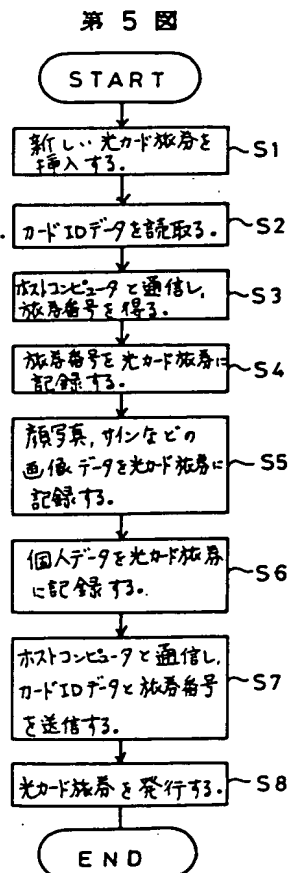 第 5 図
START
新しい光カード旅券を
挿入する。
S1
カードIDデータを読取る。
S2
ホストコンピュータと通信し,
旅券番号を得る。
S3
旅券番号を光カード旅券に
記録する。
S4
顔写真,サインなどの
画像データを光カード旅券に
記録する。
S5
個人データを光カード旅券
に記録する。
S6
ホストコンピュータと通信し,
カードIDデータと旅券番号
を送信する。
S7
光カード旅券を発行する。
S8
END